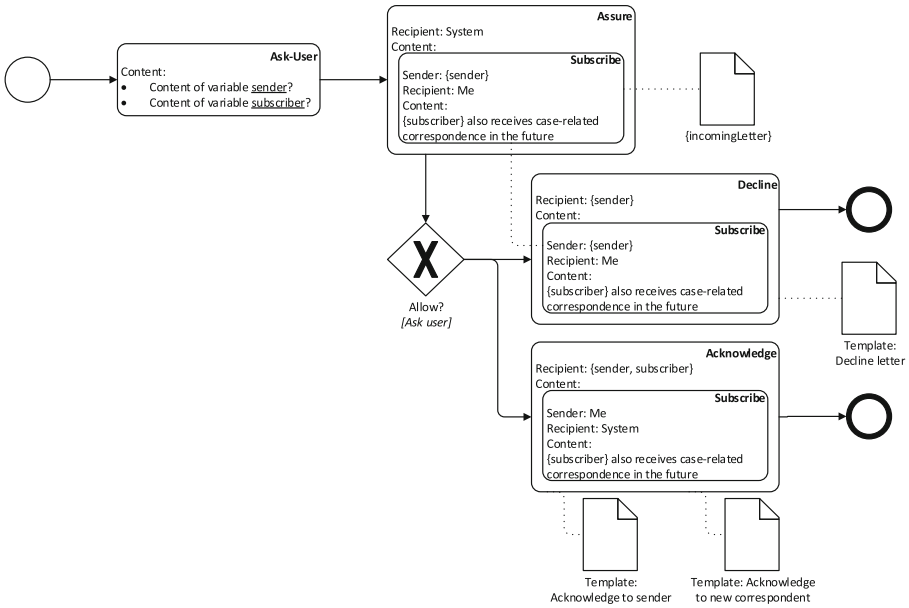 Ask-User
Content:
• Content of variable sender?
• Content of variable subscriber?
Assure
Recipient: System
Content:
Subscribe
Sender: {sender}
Recipient: Me
Content:
{subscriber} also receives case-related
correspondence in the future
{incomingLetter}
X
Allow?
[Ask user]
Decline
Recipient: {sender}
Content:
Subscribe
Sender: {sender}
Recipient: Me
Content:
{subscriber} also receives case-related
correspondence in the future
Template:
Decline letter
Acknowledge
Recipient: {sender, subscriber}
Content:
Subscribe
Sender: Me
Recipient: System
Content:
{subscriber} also receives case-related
correspondence in the future
Template:
Acknowledge to sender
Template: Acknowledge
to new correspondent